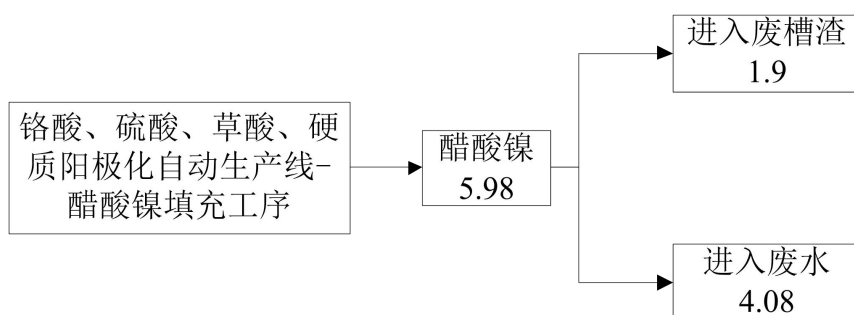 铬酸、硫酸、草酸、硬
质阳极化自动生产线-
醋酸镍填充工序
醋酸镍
5.98
进入废槽渣
1.9
进入废水
4.08